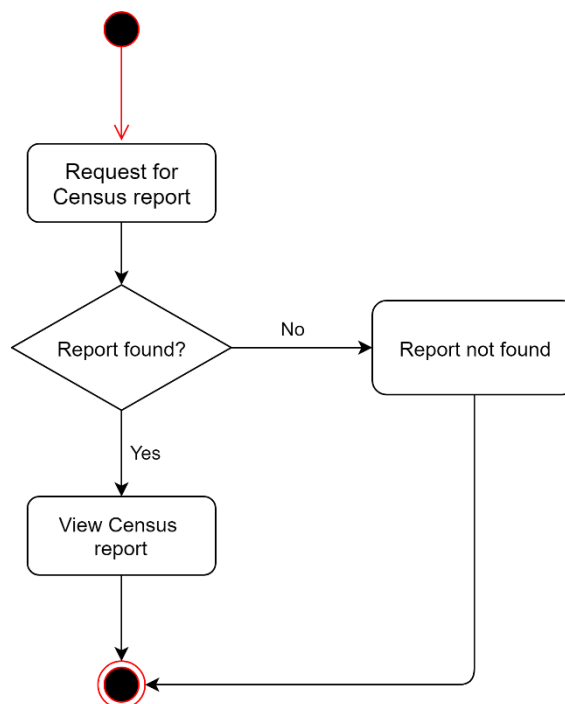 Request for
Census report
Report found?
No
Report not found
Yes
View Census
report